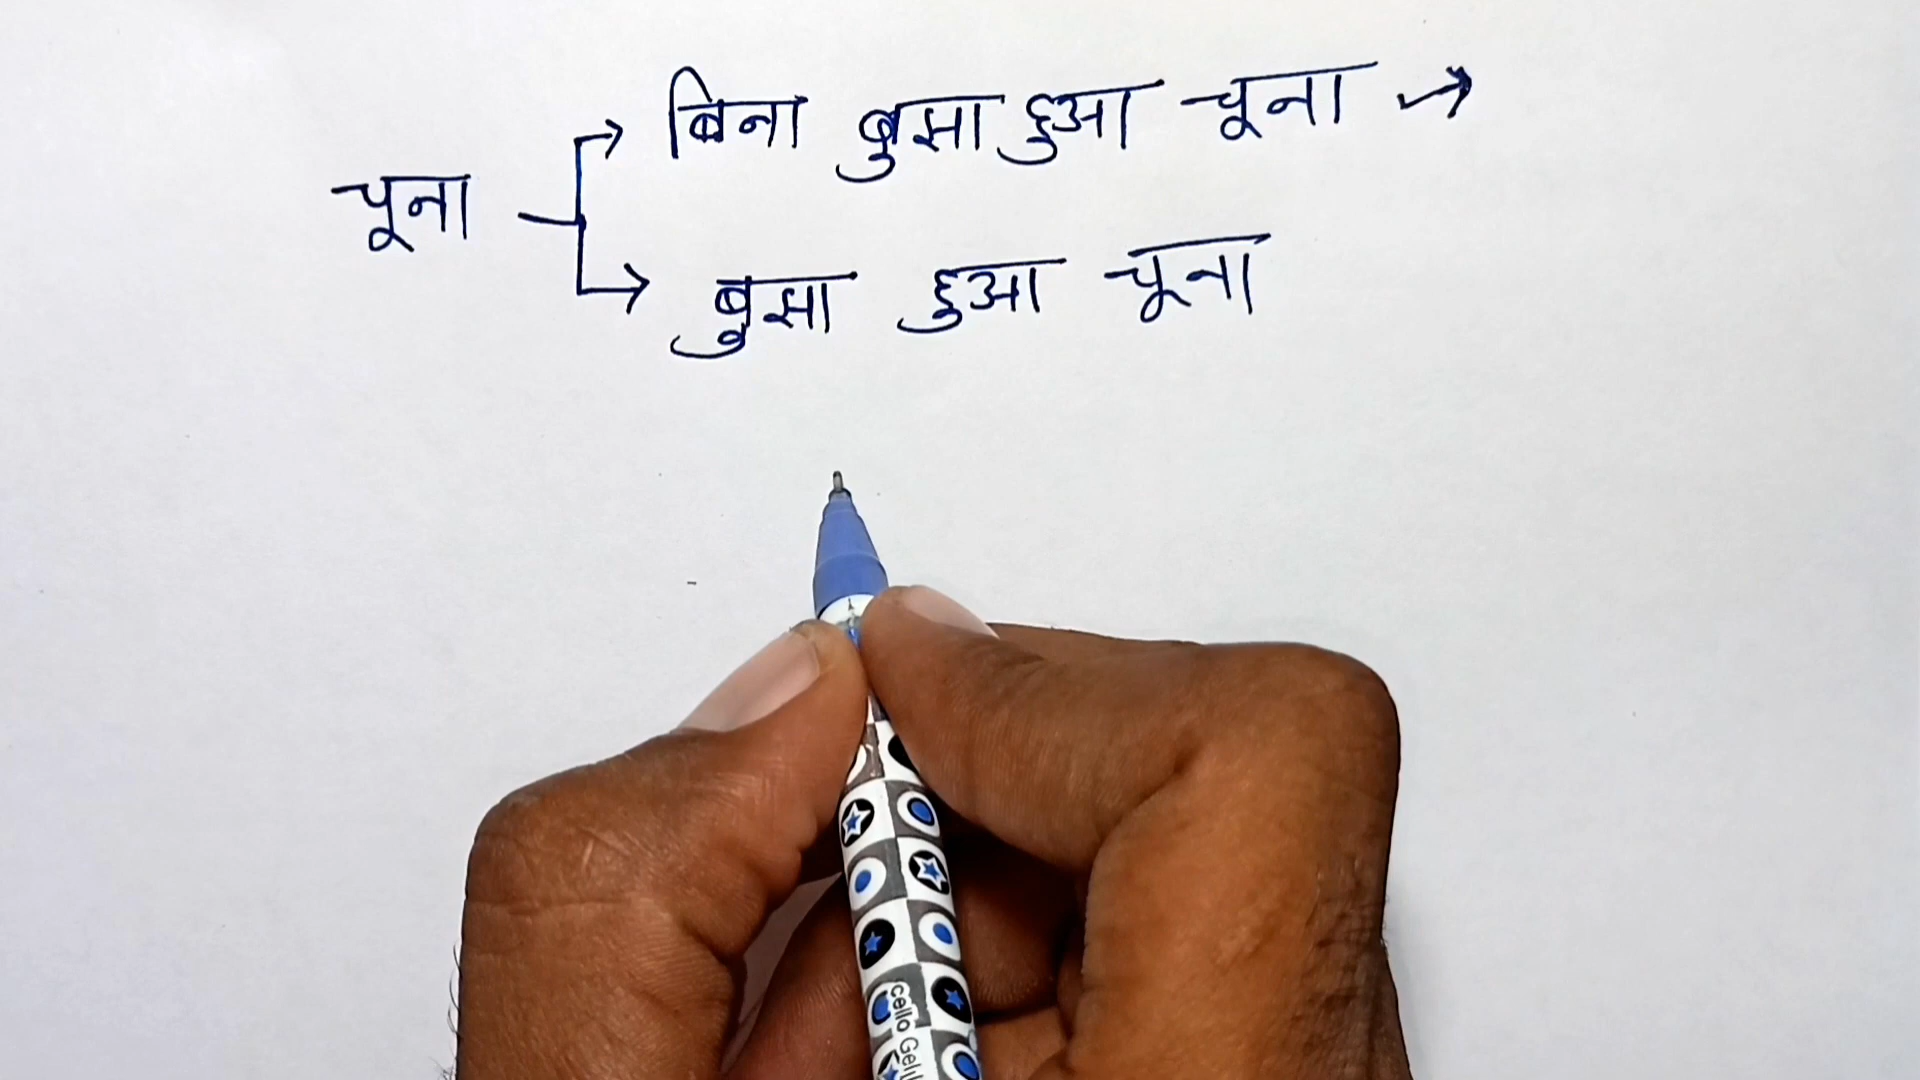 बिना बुसा हुआ चूना →
चूना
बुसा हुआ चूना
cello Gel